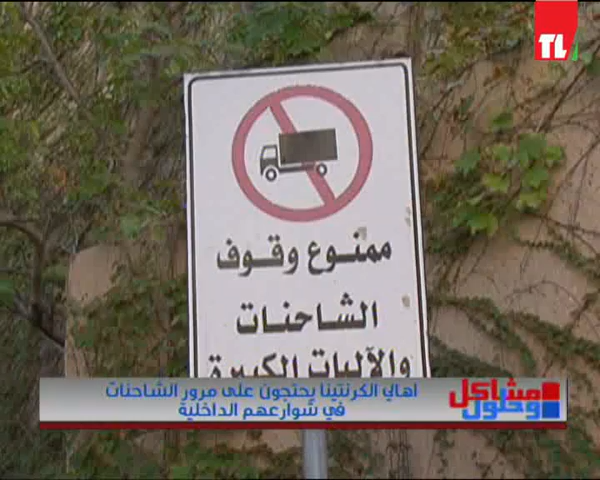 TL
ممنوع وقوف
الشاحنات
والآليات الكبيرة
اهالي الكرنتينا يحتجون على مرور الشاحنات
في شوارعهم الداخلية
مشاكل
وحلول